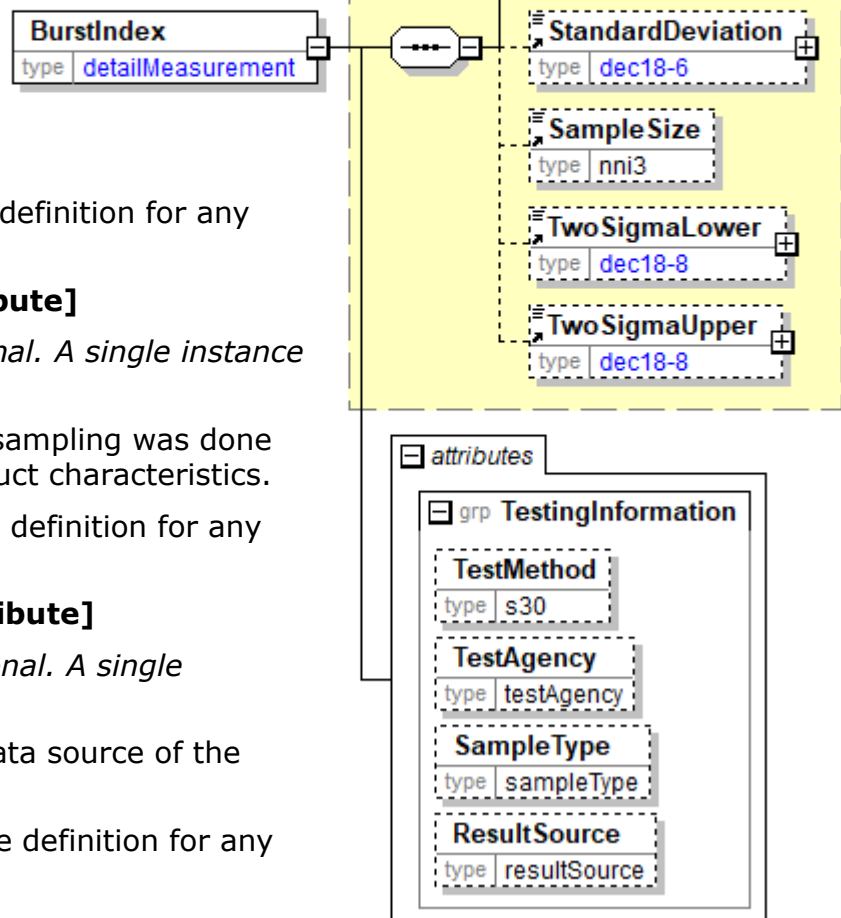 BurstIndex
type detailMeasurement
StandardDeviation
type dec18-6
SampleSize
type nni3
TwoSigmaLower
type dec18-8
TwoSigmaUpper
type dec18-8
definition for any
bute]
nal. A single instance
sampling was done
uct characteristics.
definition for any
ibute]
onal. A single
ata source of the
e definition for any
attributes
grp TestingInformation
TestMethod
type s30
TestAgency
type testAgency
SampleType
type sampleType
ResultSource
type resultSource